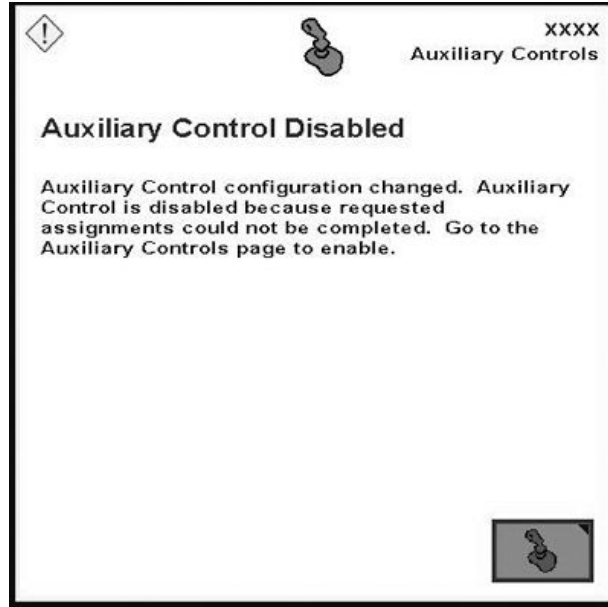 XXXX
Auxiliary Controls
Auxiliary Control Disabled
Auxiliary Control configuration changed. Auxiliary
Control is disabled because requested
assignments could not be completed. Go to the
Auxiliary Controls page to enable.